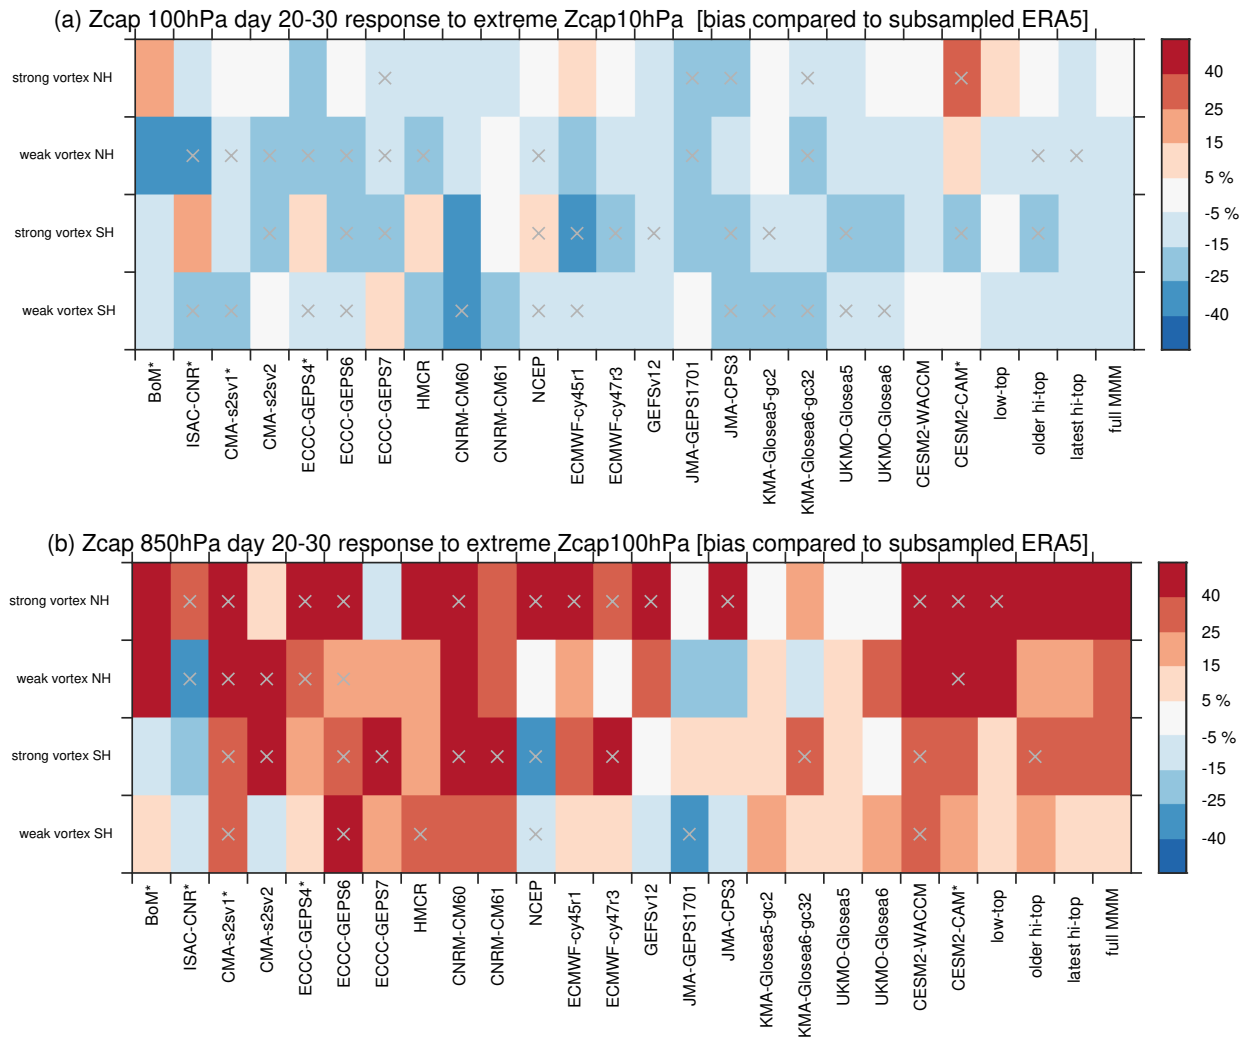 (a) Zcap 100hPa day 20-30 response to extreme Zcap10hPa [bias compared to subsampled ERA5]
strong vortex NH
weak vortex NH
strong vortex SH
weak vortex SH
40
25
15
5 %
-5 %
-15
-25
-40
BoM*
ISAC-CNR*
CMA-s2sv1*
CMA-s2sv2
ECCC-GEPS4*
ECCC-GEPS6
ECCC-GEPS7
HMCR
CNRM-CM60
CNRM-CM61
NCEP
ECMWF-cy45r1
ECMWF-cy47r3
GEFSv12
JMA-GEPS1701
JMA-CPS3
KMA-Glosea5-gc2
KMA-Glosea6-gc32
UKMO-Glosea5
UKMO-Glosea6
CESM2-WACCM
CESM2-CAM*
low-top
older hi-top
latest hi-top
full MMM
(b) Zcap 850hPa day 20-30 response to extreme Zcap100hPa [bias compared to subsampled ERA5]
strong vortex NH
weak vortex NH
strong vortex SH
weak vortex SH
40
25
15
5 %
-5 %
-15
-25
-40
BoM*
ISAC-CNR*
CMA-s2sv1*
CMA-s2sv2
ECCC-GEPS4*
ECCC-GEPS6
ECCC-GEPS7
HMCR
CNRM-CM60
CNRM-CM61
NCEP
ECMWF-cy45r1
ECMWF-cy47r3
GEFSv12
JMA-GEPS1701
JMA-CPS3
KMA-Glosea5-gc2
KMA-Glosea6-gc32
UKMO-Glosea5
UKMO-Glosea6
CESM2-WACCM
CESM2-CAM*
low-top
older hi-top
latest hi-top
full MMM